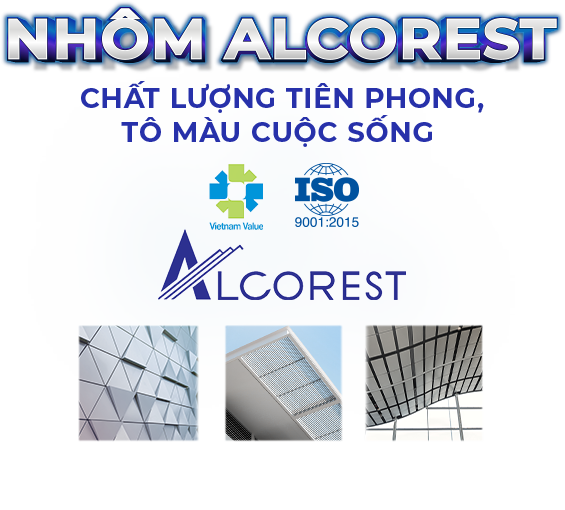 NHÔM ALCOREST
CHẤT LƯỢNG TIÊN PHONG,
TÔ MÀU CUỘC SỐNG
Vietnam Value
ISO
9001:2015
ALCOREST